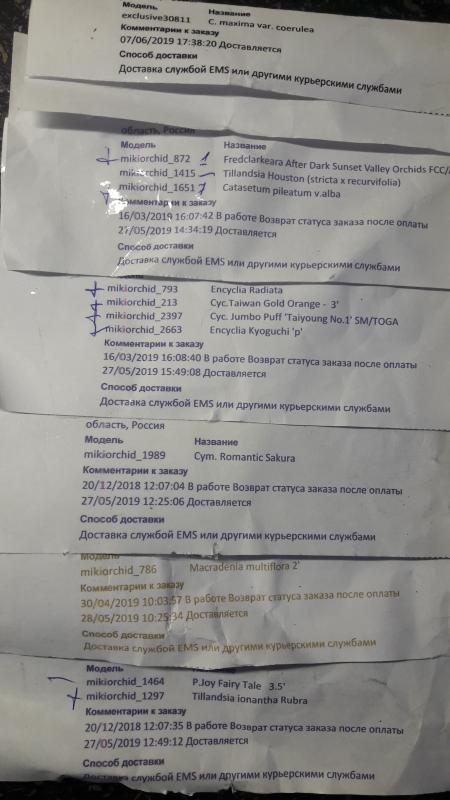 Модель Название
exclusive30811 C. maxima var. coerulea
Комментарии к заказу
07/06/2019 17:38:20 Доставляется
Способ доставки
Доставка службой EMS или другими курьерскими службами
область, Россия
Модель Название
mikiorchid_872 1 Fredclarkeara After Dark Sunset Valley Orchids FCC/
mikiorchid_1415 Tillandsia Houston (stricta x recurvifolia)
mikiorchid_1651 Catasetum pileatum v.alba
Комментарии к заказу
16/03/2019 16:07:42 В работе Возврат статуса заказа после оплаты
27/05/2019 14:34:19 Доставляется
Способ доставки
Доставка службой EMS или другими курьерскими службами
mikiorchid_793 Encyclia Radiata
mikiorchid_213 Cyc.Taiwan Gold Orange - 3'
mikiorchid_2397 Cyc. Jumbo Puff 'Taiyoung No.1' SM/TOGA
mikiorchid_2663 Encyclia Kyoguchi 'p'
Комментарии к заказу
16/03/2019 16:08:40 В работе Возврат статуса заказа после оплаты
27/05/2019 15:49:08 Доставляется
Способ доставки
Доставка службой EMS или другими курьерскими службами
область, Россия
Модель Название
mikiorchid_1989 Cym. Romantic Sakura
Комментарии к заказу
20/12/2018 12:07:04 В работе Возврат статуса заказа после оплаты
27/05/2019 12:25:06 Доставляется
Способ доставки
Доставка службой EMS или другими курьерскими службами
Модель
mikiorchid_786 Macradenia multiflora 2'
Комментарии к заказу
30/04/2019 10:03:57 В работе Возврат статуса заказа после оплаты
28/05/2019 10:25:34 Доставляется
Способ доставки
Доставка службой EMS или другими курьерскими службами
Модель Название
mikiorchid_1464 P.Joy Fairy Tale 3.5'
mikiorchid_1297 Tillandsia ionantha Rubra
Комментарии к заказу
20/12/2018 12:07:35 В работе Возврат статуса заказа после оплаты
27/05/2019 12:49:12 Доставляется
Способ доставки
Доставка службой EMS или другими курьерскими службами